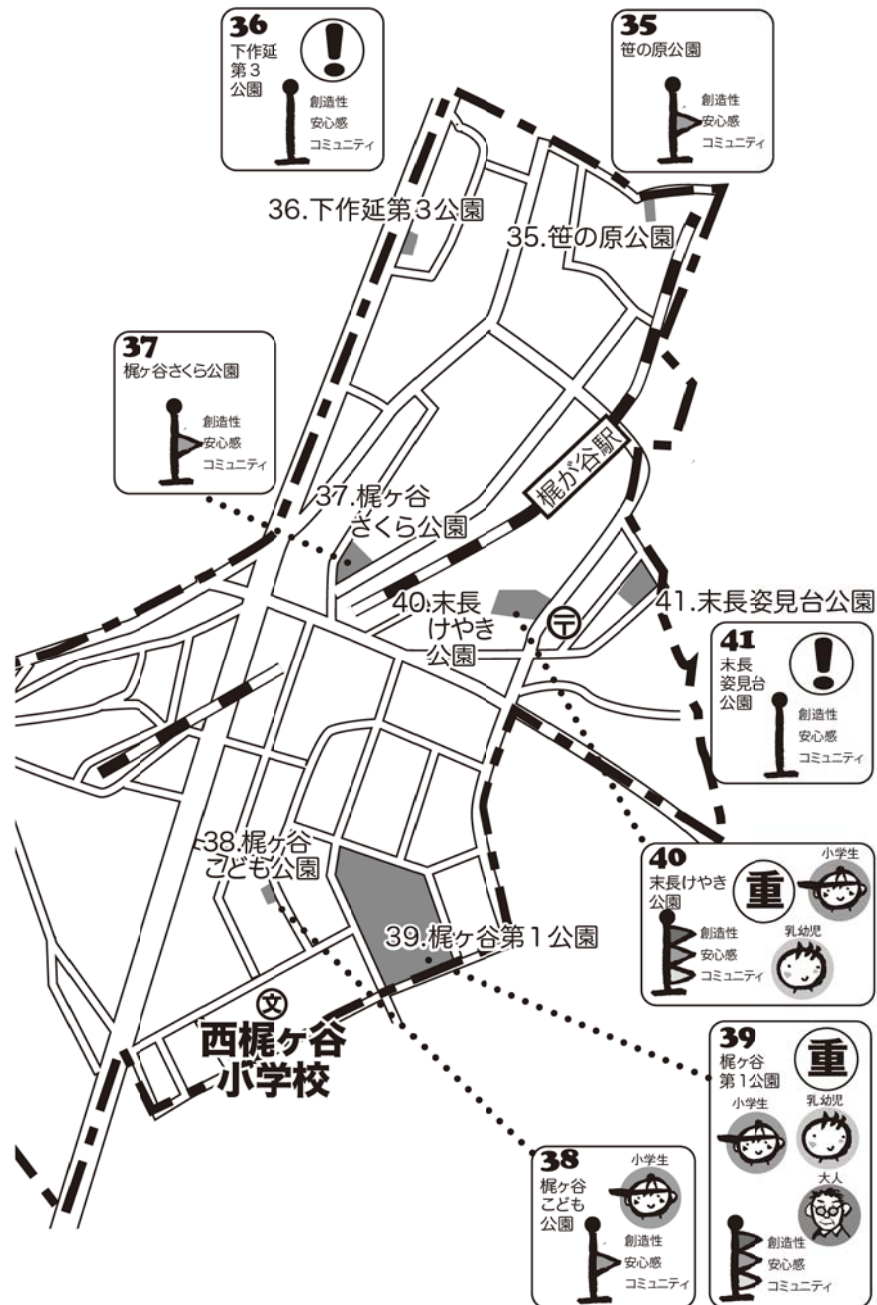 36
下作延
第3
公園
!
創造性
安心感
コミュニティ
35
笹の原公園
創造性
安心感
コミュニティ
36.下作延第3公園
35.笹の原公園
37
梶ヶ谷さくら公園
創造性
安心感
コミュニティ
梶が谷駅
37.梶ヶ谷
さくら公園
40.末長
けやき
公園
〒
41.末長姿見台公園
41
末長
姿見台
公園
!
創造性
安心感
コミュニティ
38.梶ヶ谷
こども公園
39.梶ヶ谷第1公園
40
末長けやき
公園
重
小学生
乳幼児
創造性
安心感
コミュニティ
文
西梶ヶ谷
小学校
39
梶ヶ谷
第1公園
重
小学生
乳幼児
大人
創造性
安心感
コミュニティ
38
梶ヶ谷
こども
公園
小学生
創造性
安心感
コミュニティ